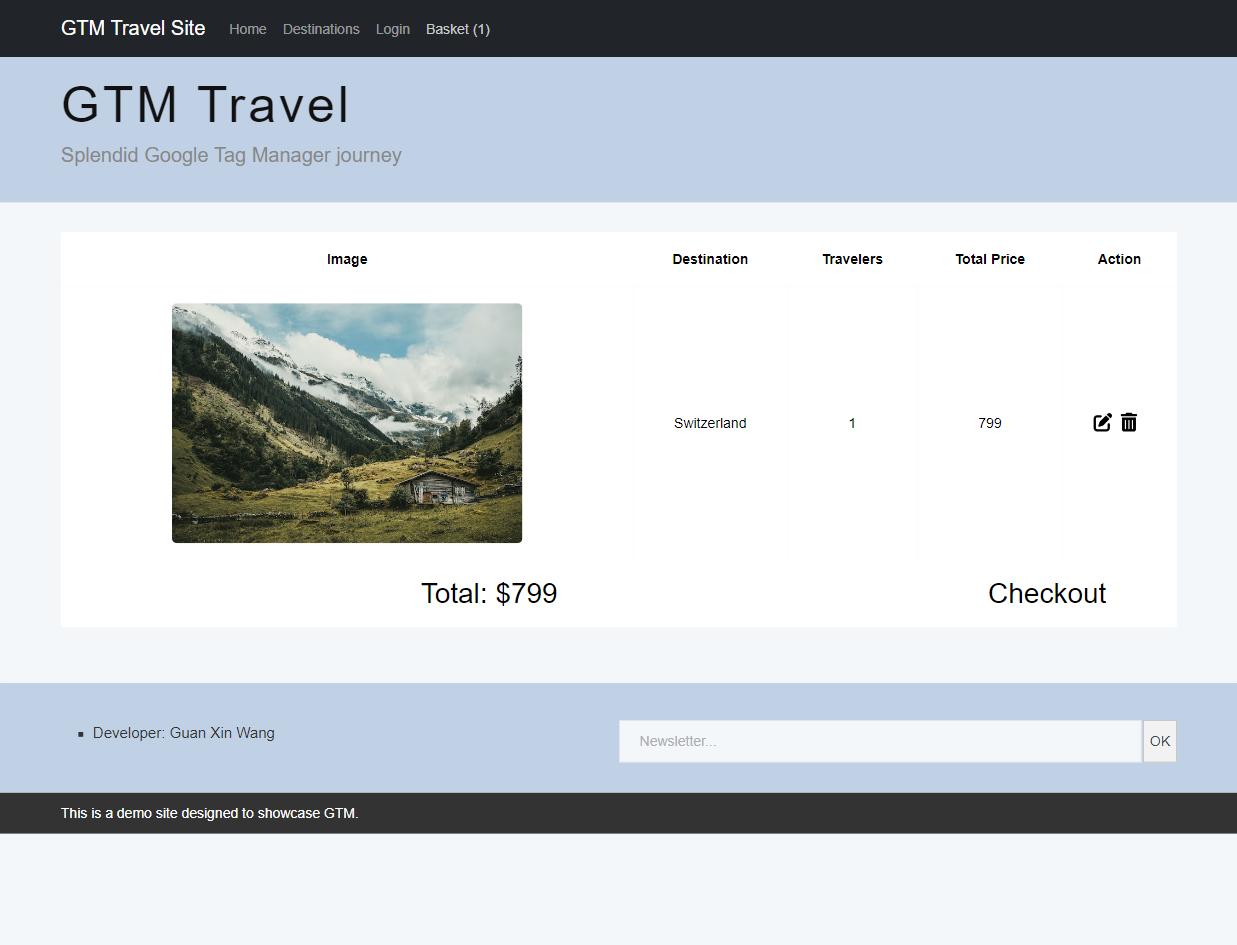 GTM Travel Site Home Destinations Login Basket (1)
GTM Travel
Splendid Google Tag Manager journey
Image Destination Travelers Total Price Action
Switzerland 1 799
Total: $799 Checkout
Developer: Guan Xin Wang
Newsletter... OK
This is a demo site designed to showcase GTM.